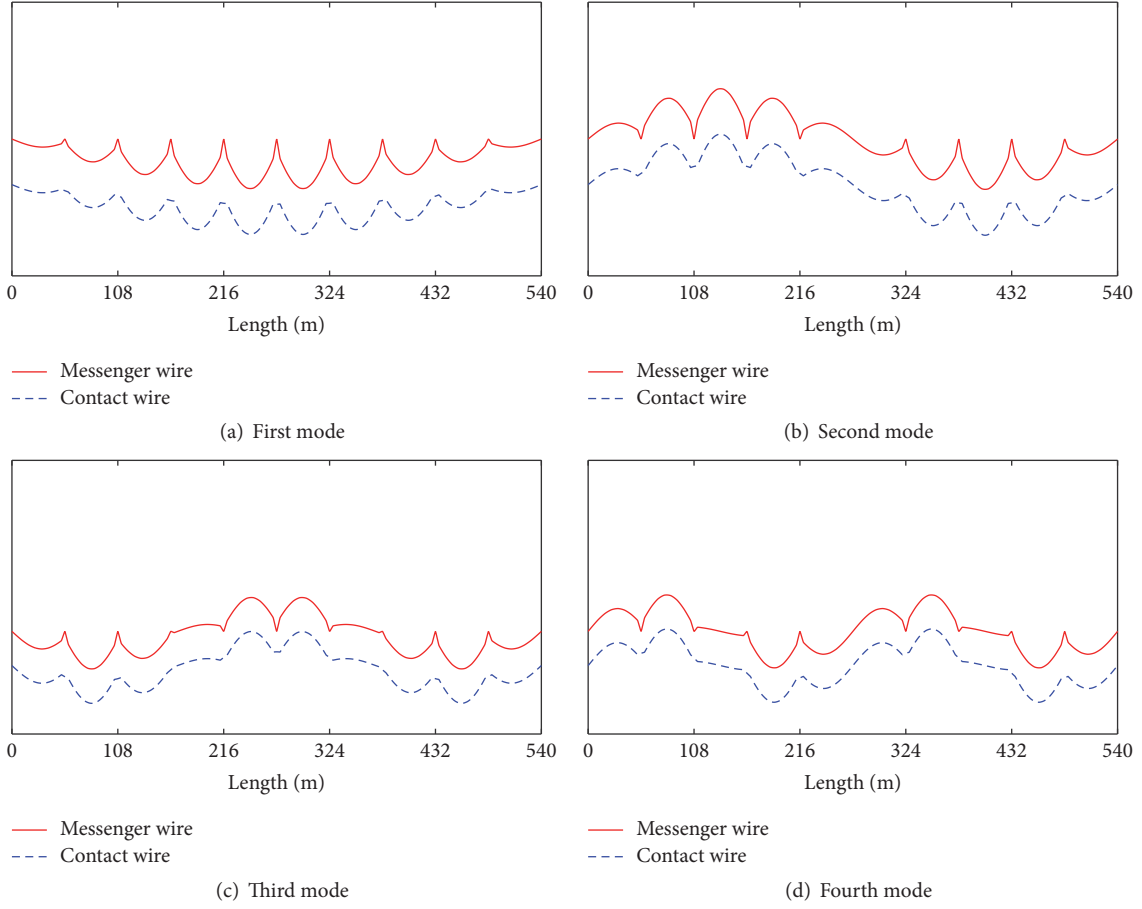 0 108 216 324 432 540
Length (m)
Messenger wire
Contact wire
(a) First mode
0 108 216 324 432 540
Length (m)
Messenger wire
Contact wire
(b) Second mode
0 108 216 324 432 540
Length (m)
Messenger wire
Contact wire
(c) Third mode
0 108 216 324 432 540
Length (m)
Messenger wire
Contact wire
(d) Fourth mode